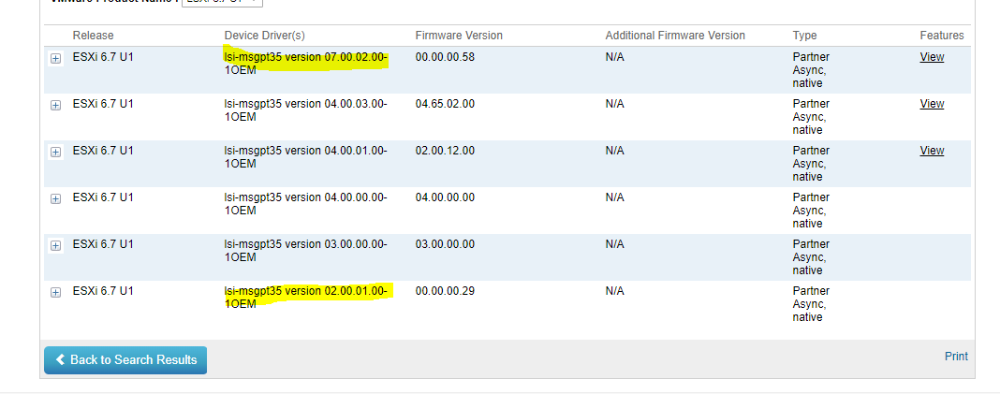 VMware Product Name : ESXi 6.7 U1
Release Device Driver(s) Firmware Version Additional Firmware Version Type Features
ESXi 6.7 U1 lsi-msgpt35 version 07.00.02.00- 00.00.00.58 N/A Partner View
1OEM Async,
native
ESXi 6.7 U1 lsi-msgpt35 version 04.00.03.00- 04.65.02.00 N/A Partner View
1OEM Async,
native
ESXi 6.7 U1 lsi-msgpt35 version 04.00.01.00- 02.00.12.00 N/A Partner View
1OEM Async,
native
ESXi 6.7 U1 lsi-msgpt35 version 04.00.00.00- 04.00.00.00 N/A Partner
1OEM Async,
native
ESXi 6.7 U1 lsi-msgpt35 version 03.00.00.00- 03.00.00.00 N/A Partner
1OEM Async,
native
ESXi 6.7 U1 lsi-msgpt35 version 02.00.01.00- 00.00.00.29 N/A Partner
1OEM Async,
native
Back to Search Results Print